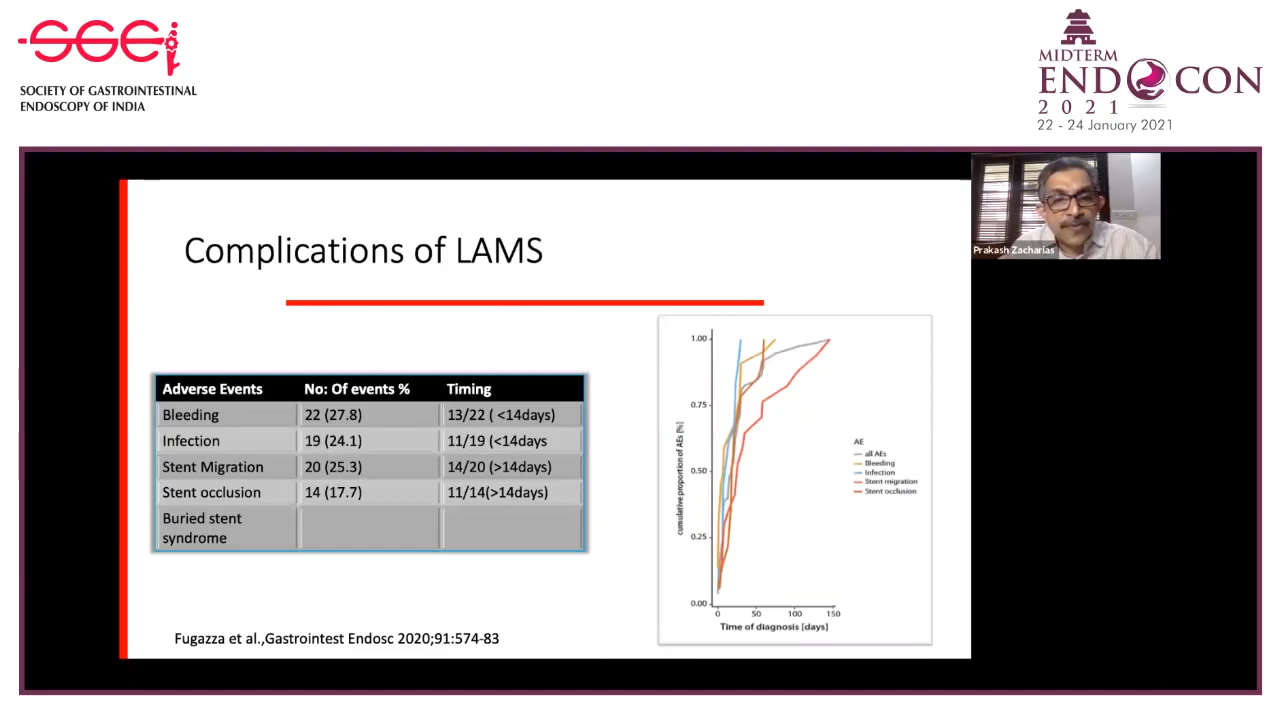 SGEI
SOCIETY OF GASTROINTESTINAL
ENDOSCOPY OF INDIA
MIDTERM
ENDOCON
2021
22 - 24 January 2021
Prakash Zacharias
Complications of LAMS
Adverse Events No: Of events % Timing
Bleeding 22 (27.8) 13/22 ( <14days)
Infection 19 (24.1) 11/19 (<14days
Stent Migration 20 (25.3) 14/20 (>14days)
Stent occlusion 14 (17.7) 11/14(>14days)
Buried stent
syndrome
Fugazza et al.,Gastrointest Endosc 2020;91:574-83
cumulative proportion of AEs [%]
1.00
0.75
0.50
0.25
0.00
0 50 100 150
Time of diagnosis [days]
AE
all AEs
Bleeding
Infection
Stent migration
Stent occlusion